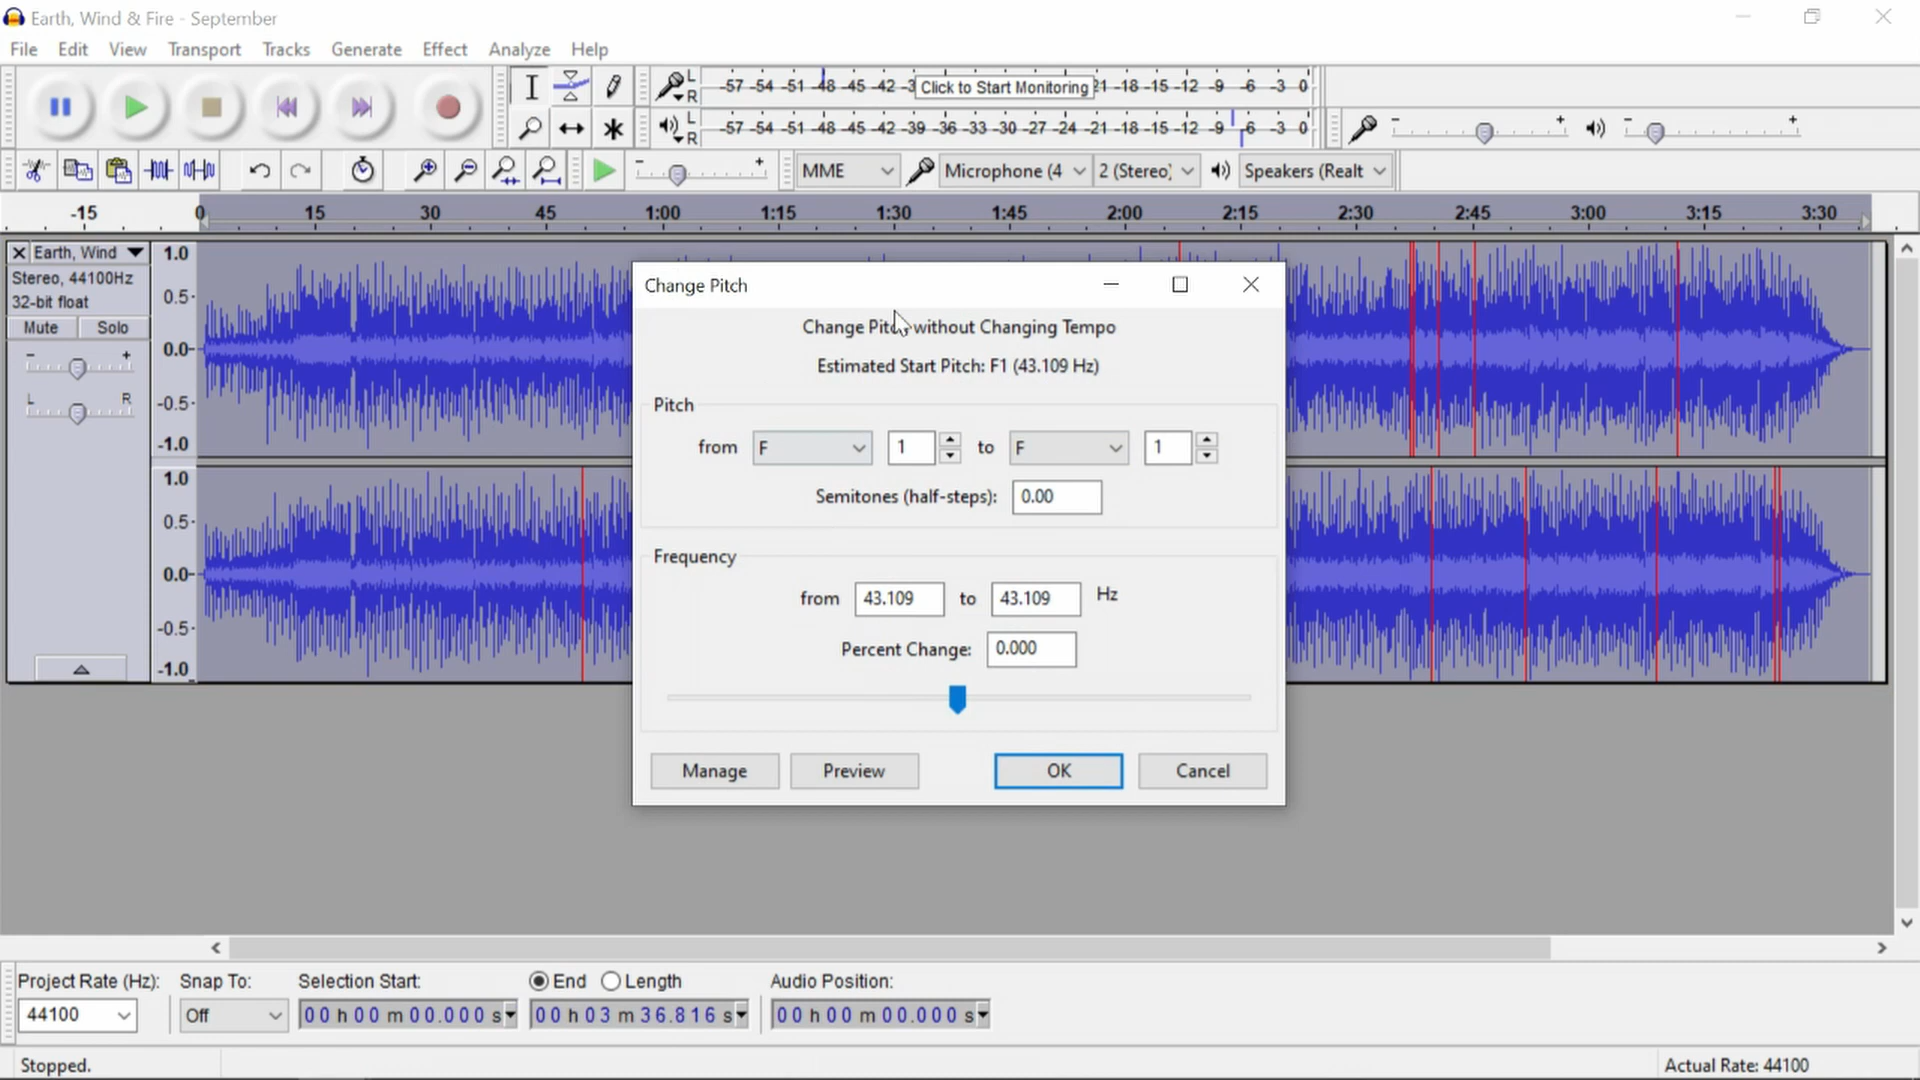 Earth, Wind & Fire - September
File Edit View Transport Tracks Generate Effect Analyze Help
L R -57 -54 -51 -48 -45 -42 -3 Click to Start Monitoring 21 -18 -15 -12 -9 -6 -3 0
L R -57 -54 -51 -48 -45 -42 -39 -36 -33 -30 -27 -24 -21 -18 -15 -12 -9 -6 -3 0 - + - +
- + MME Microphone (4 2 (Stereo) Speakers (Realt
-15 0 15 30 45 1:00 1:15 1:30 1:45 2:00 2:15 2:30 2:45 3:00 3:15 3:30
Earth, Wind 1.0
Stereo, 44100Hz
32-bit float 0.5
Mute Solo
0.0
- +
L R -0.5
-1.0
1.0
0.5
0.0
-0.5
-1.0
Change Pitch
Change Pitch without Changing Tempo
Estimated Start Pitch: F1 (43.109 Hz)
Pitch
from F 1 to F 1
Semitones (half-steps): 0.00
Frequency
from 43.109 to 43.109 Hz
Percent Change: 0.000
Manage Preview OK Cancel
Project Rate (Hz): Snap To: Selection Start: End Length Audio Position:
44100 Off 00 h 00 m 00.000 s 00 h 03 m 36.816 s 00 h 00 m 00.000 s
Stopped. Actual Rate: 44100